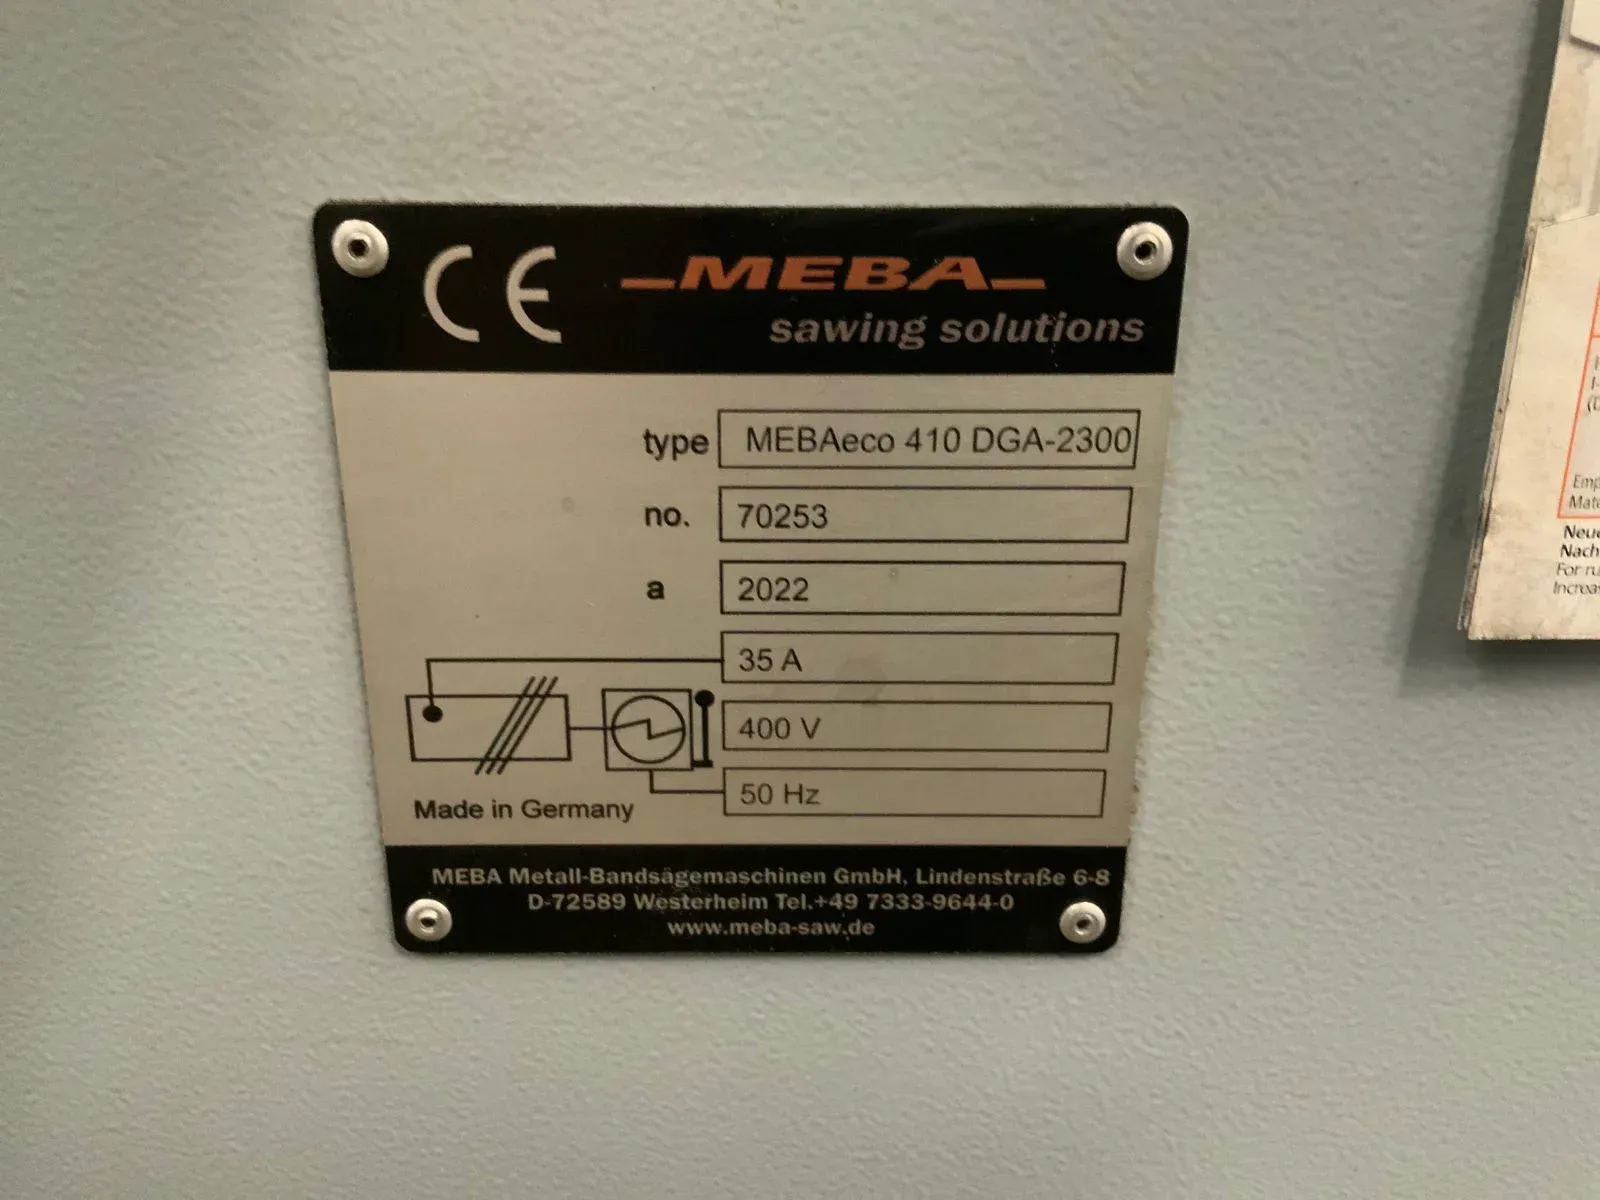 CE
MEBA
sawing solutions
type MEBAeco 410 DGA-2300
no. 70253
a 2022
35 A
400 V
50 Hz
Made in Germany
MEBA Metall-Bandsägemaschinen GmbH, Lindenstraße 6-8
D-72589 Westerheim Tel.+49 7333-9644-0
www.meba-saw.de
Nach